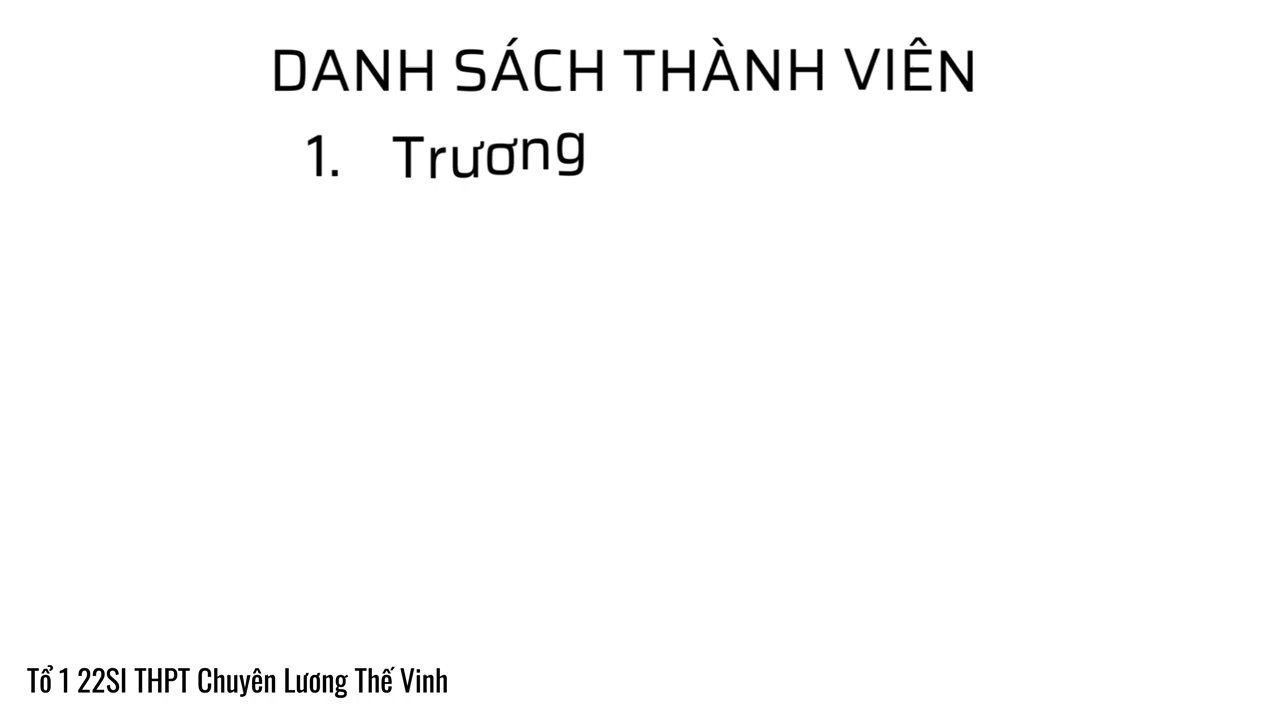 DANH SÁCH THÀNH VIÊN
1. Trương
Tổ 1 22SI THPT Chuyên Lương Thế Vinh